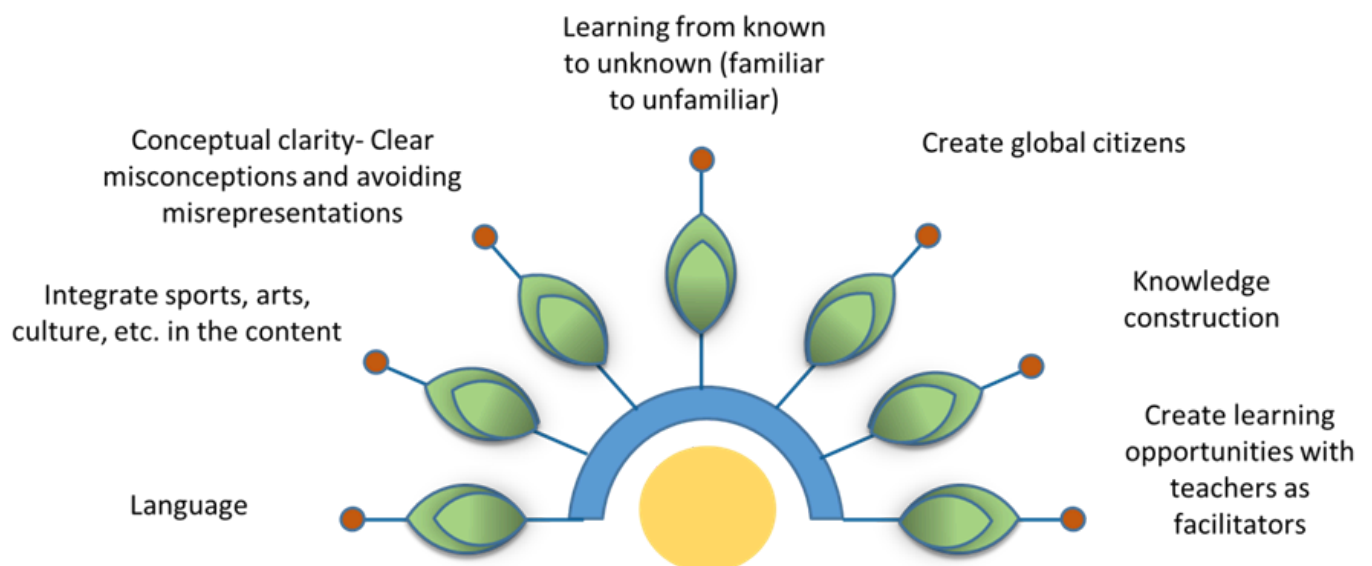 Learning from known
to unknown (familiar
to unfamiliar)
Conceptual clarity- Clear
misconceptions and avoiding
misrepresentations
Create global citizens
Integrate sports, arts,
culture, etc. in the content
Knowledge
construction
Language
Create learning
opportunities with
teachers as
facilitators